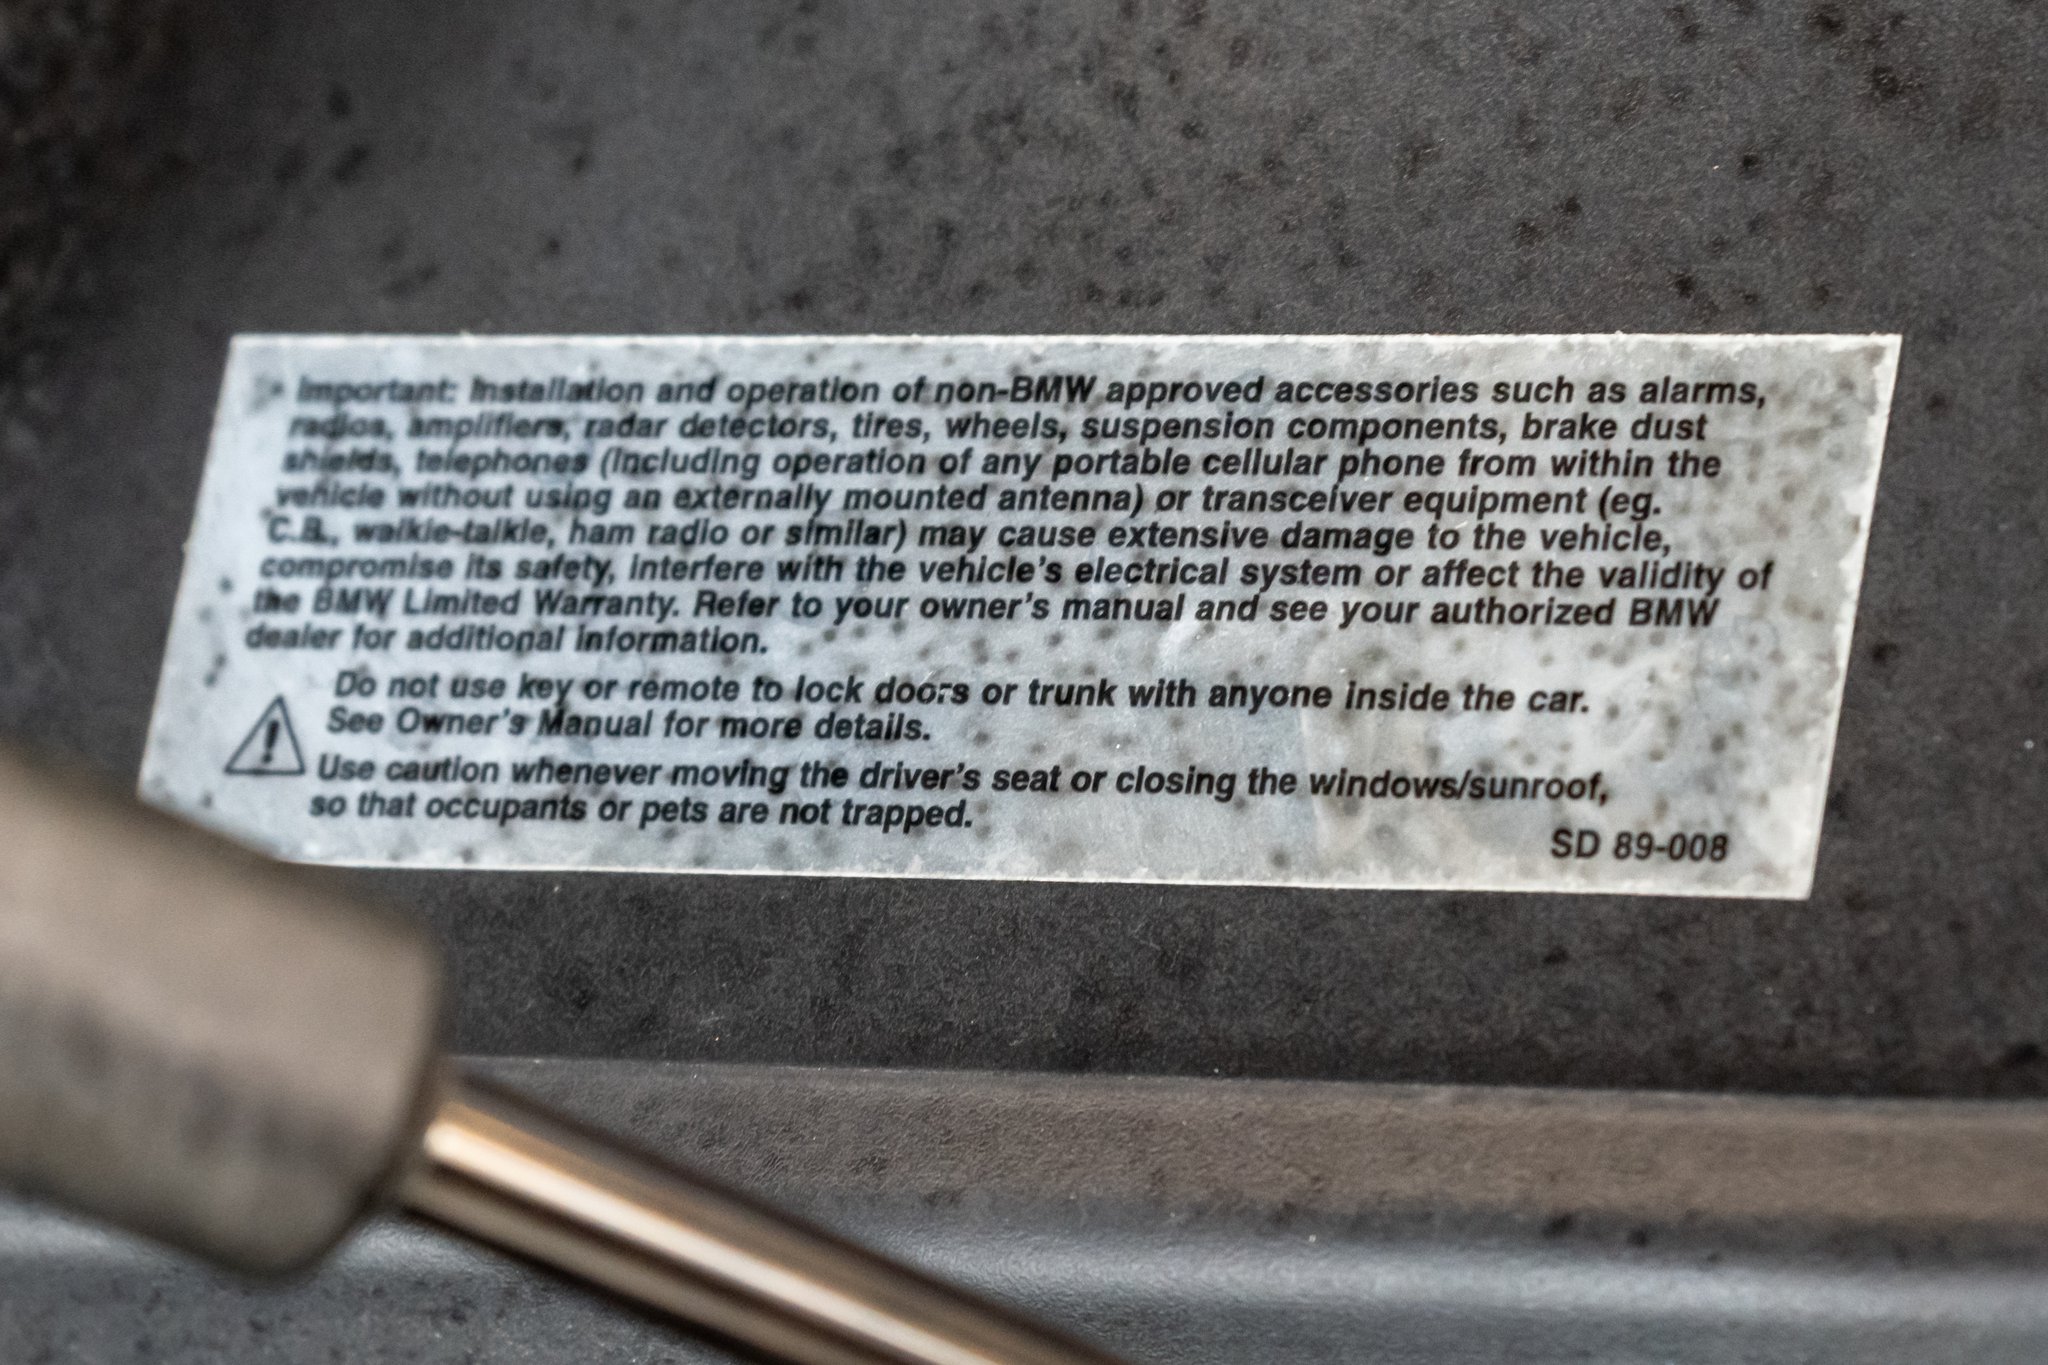 Important: Installation and operation of non-BMW approved accessories such as alarms,
radios, amplifiers, radar detectors, tires, wheels, suspension components, brake dust
shields, telephones (including operation of any portable cellular phone from within the
vehicle without using an externally mounted antenna) or transceiver equipment (eg.
C.B., walkie-talkie, ham radio or similar) may cause extensive damage to the vehicle,
compromise its safety, interfere with the vehicle's electrical system or affect the validity of
the BMW Limited Warranty. Refer to your owner's manual and see your authorized BMW
dealer for additional information.
Do not use key or remote to lock doors or trunk with anyone inside the car.
See Owner's Manual for more details.
Use caution whenever moving the driver's seat or closing the windows/sunroof,
so that occupants or pets are not trapped.
SD 89-008